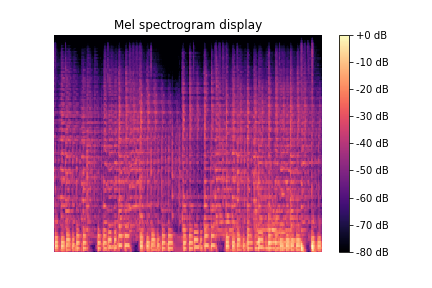 Mel spectrogram display
+0 dB
-10 dB
-20 dB
-30 dB
-40 dB
-50 dB
-60 dB
-70 dB
-80 dB